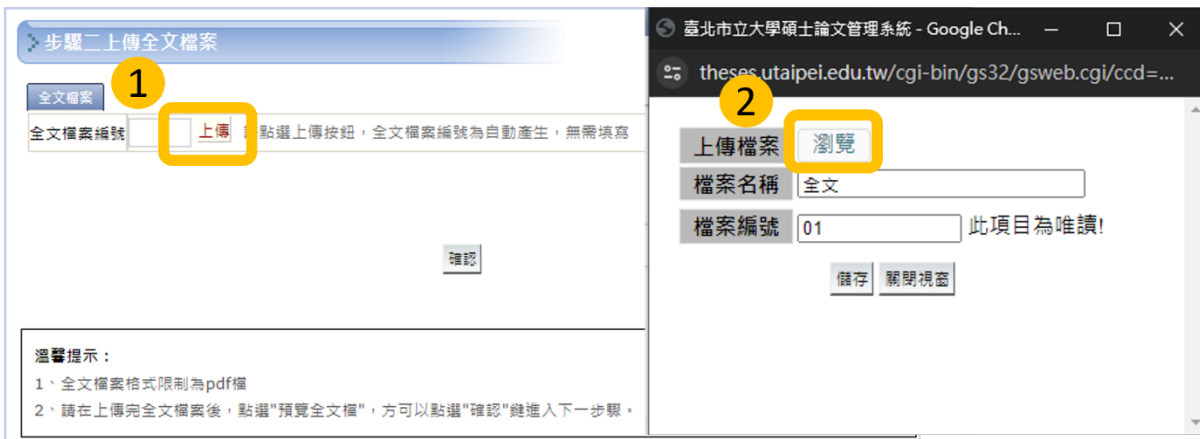 步驟二上傳全文檔案
1
全文檔案
全文檔案編號 上傳 點選上傳按鈕，全文檔案編號為自動產生，無需填寫
確認
溫馨提示：
1、全文檔案格式限制為pdf檔
2、請在上傳完全文檔案後，點選"預覽全文檔"，方可以點選"確認"鍵進入下一步驟。
臺北市立大學碩士論文管理系統 - Google Ch...
theses.utaipei.edu.tw/cgi-bin/gs32/gsweb.cgi/ccd=...
2
上傳檔案 瀏覽
檔案名稱 全文
檔案編號 01 此項目為唯讀!
儲存 關閉視窗